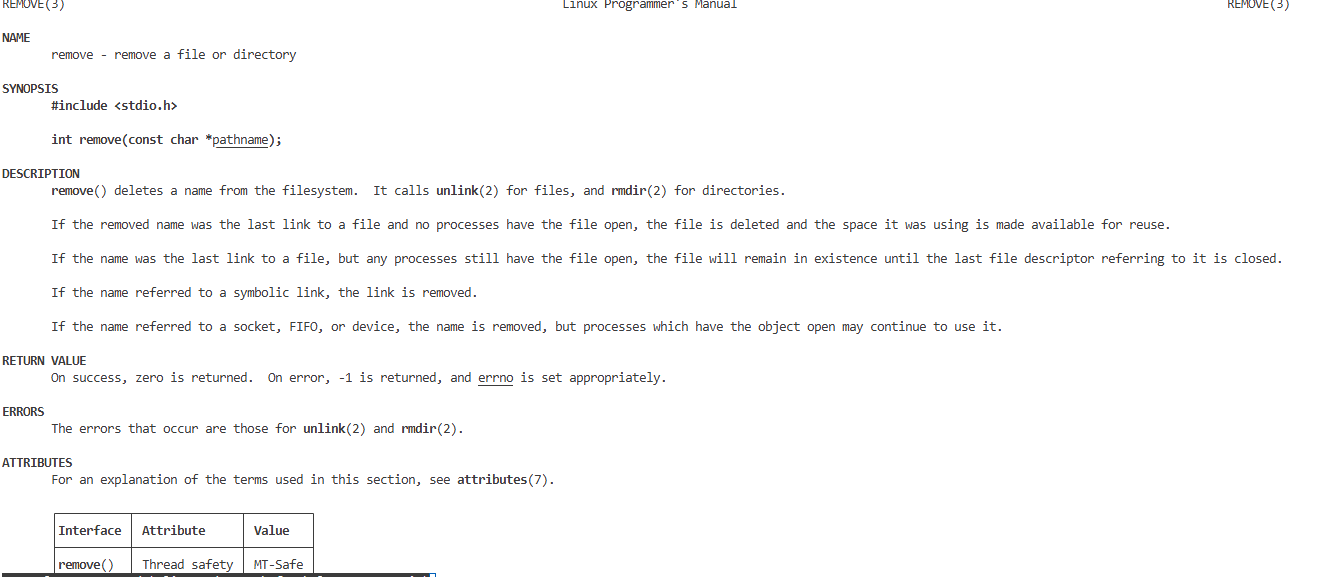 REMOVE(3) Linux Programmer's Manual REMOVE(3)
NAME
remove - remove a file or directory
SYNOPSIS
#include <stdio.h>
int remove(const char *pathname);
DESCRIPTION
remove() deletes a name from the filesystem.  It calls unlink(2) for files, and rmdir(2) for directories.
If the removed name was the last link to a file and no processes have the file open, the file is deleted and the space it was using is made available for reuse.
If the name was the last link to a file, but any processes still have the file open, the file will remain in existence until the last file descriptor referring to it is closed.
If the name referred to a symbolic link, the link is removed.
If the name referred to a socket, FIFO, or device, the name is removed, but processes which have the object open may continue to use it.
RETURN VALUE
On success, zero is returned.  On error, -1 is returned, and errno is set appropriately.
ERRORS
The errors that occur are those for unlink(2) and rmdir(2).
ATTRIBUTES
For an explanation of the terms used in this section, see attributes(7).
Interface Attribute Value
remove() Thread safety MT-Safe